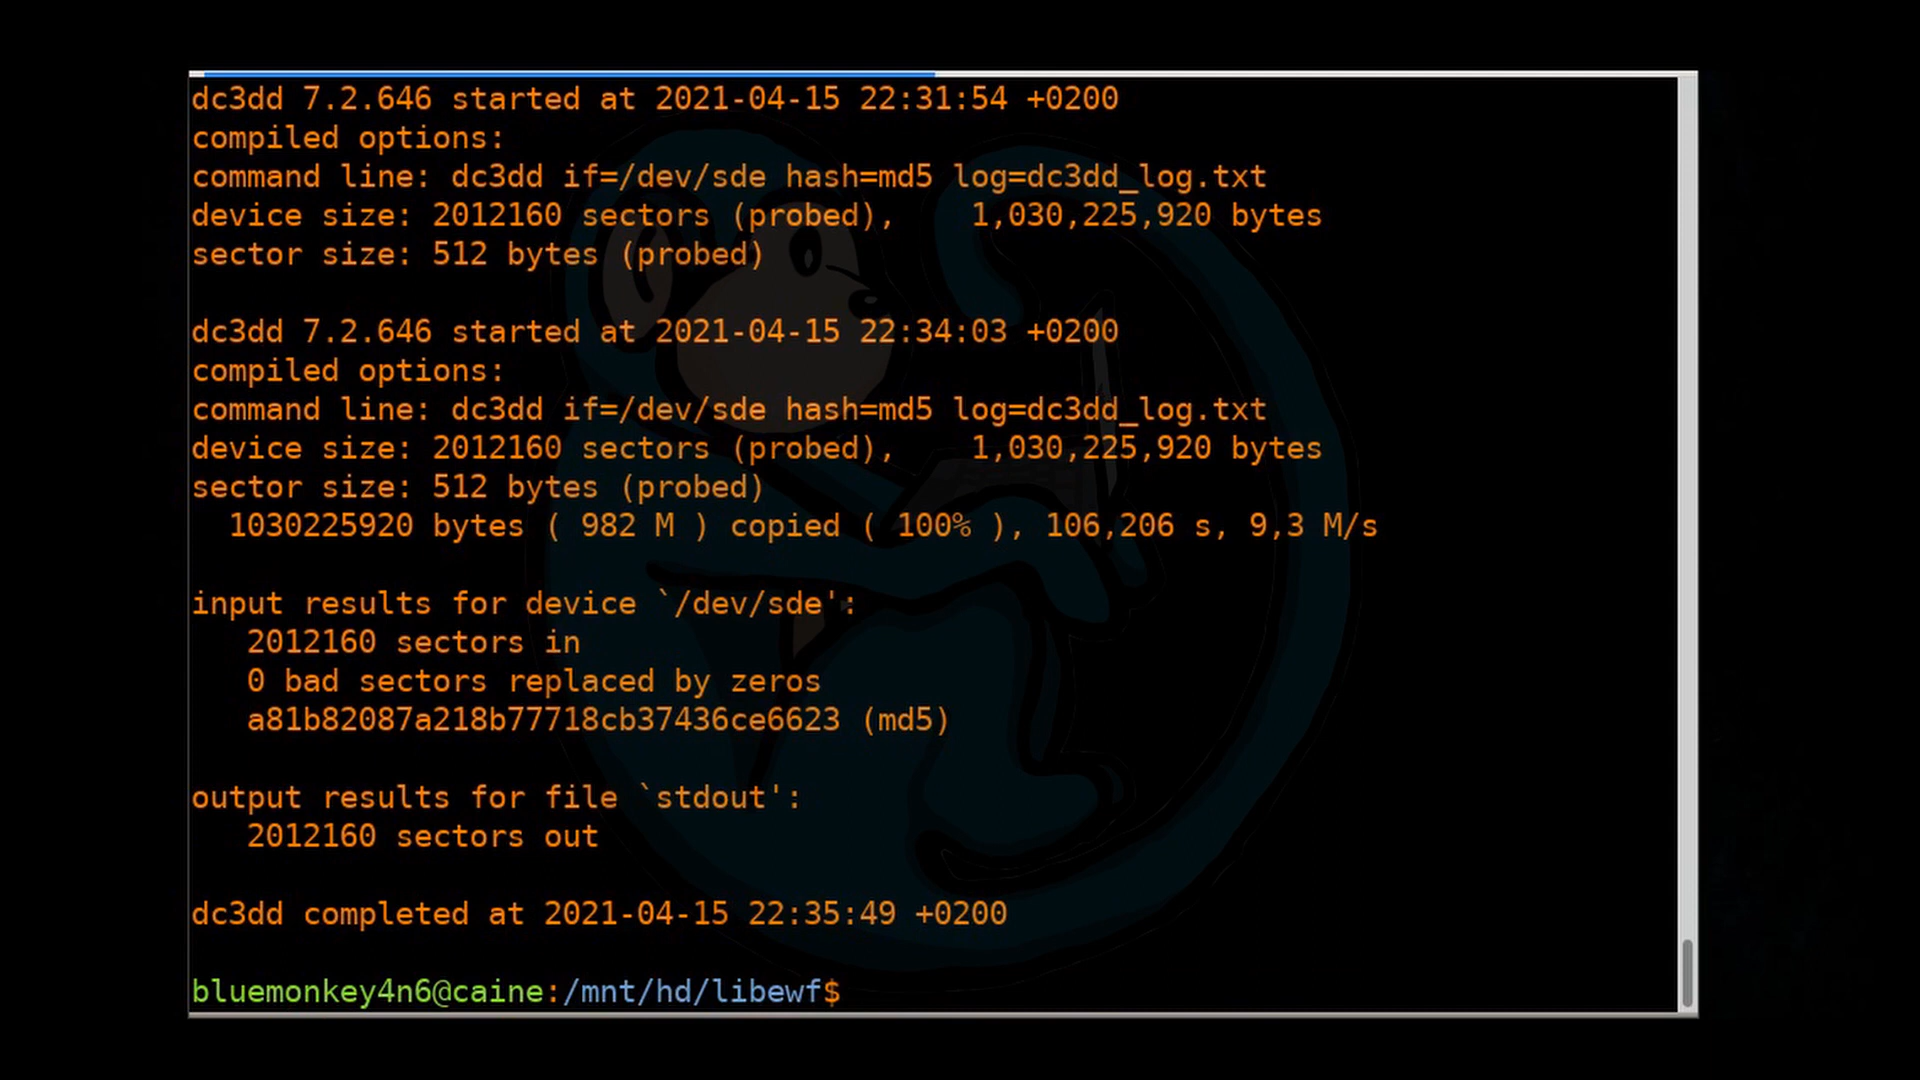 dc3dd 7.2.646 started at 2021-04-15 22:31:54 +0200
compiled options:
command line: dc3dd if=/dev/sde hash=md5 log=dc3dd_log.txt
device size: 2012160 sectors (probed),    1,030,225,920 bytes
sector size: 512 bytes (probed)
dc3dd 7.2.646 started at 2021-04-15 22:34:03 +0200
compiled options:
command line: dc3dd if=/dev/sde hash=md5 log=dc3dd_log.txt
device size: 2012160 sectors (probed),    1,030,225,920 bytes
sector size: 512 bytes (probed)
  1030225920 bytes ( 982 M ) copied ( 100% ), 106,206 s, 9,3 M/s
input results for device `/dev/sde':
   2012160 sectors in
   0 bad sectors replaced by zeros
   a81b82087a218b77718cb37436ce6623 (md5)
output results for file `stdout':
   2012160 sectors out
dc3dd completed at 2021-04-15 22:35:49 +0200
bluemonkey4n6@caine:/mnt/hd/libewf$